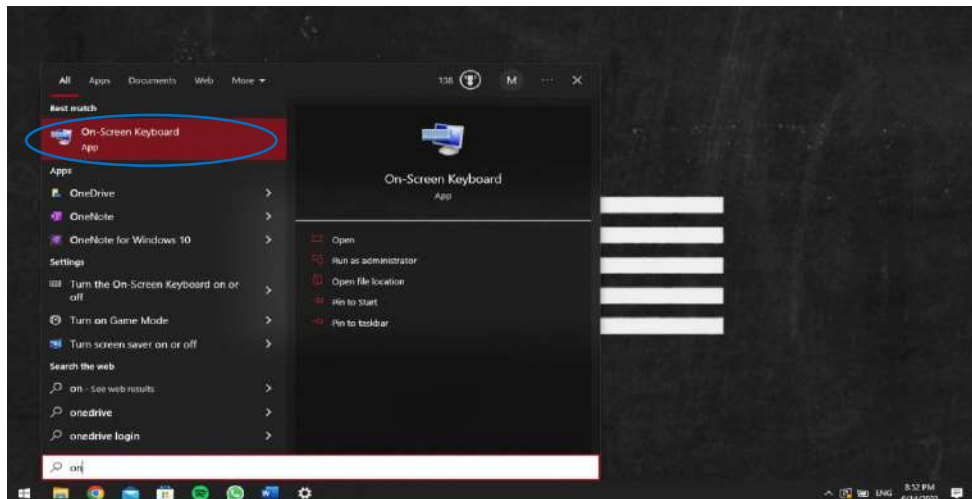 All Apps Documents Web More
138 M ...
Best match
On-Screen Keyboard
App
Apps
OneDrive
OneNote
OneNote for Windows 10
Settings
Turn the On-Screen Keyboard on or
off
Turn on Game Mode
Turn screen saver on or off
Search the web
on - See web results
onedrive
onedrive login
on
On-Screen Keyboard
App
Open
Run as administrator
Open file location
Pin to Start
Pin to taskbar
ENG
8:52 PM